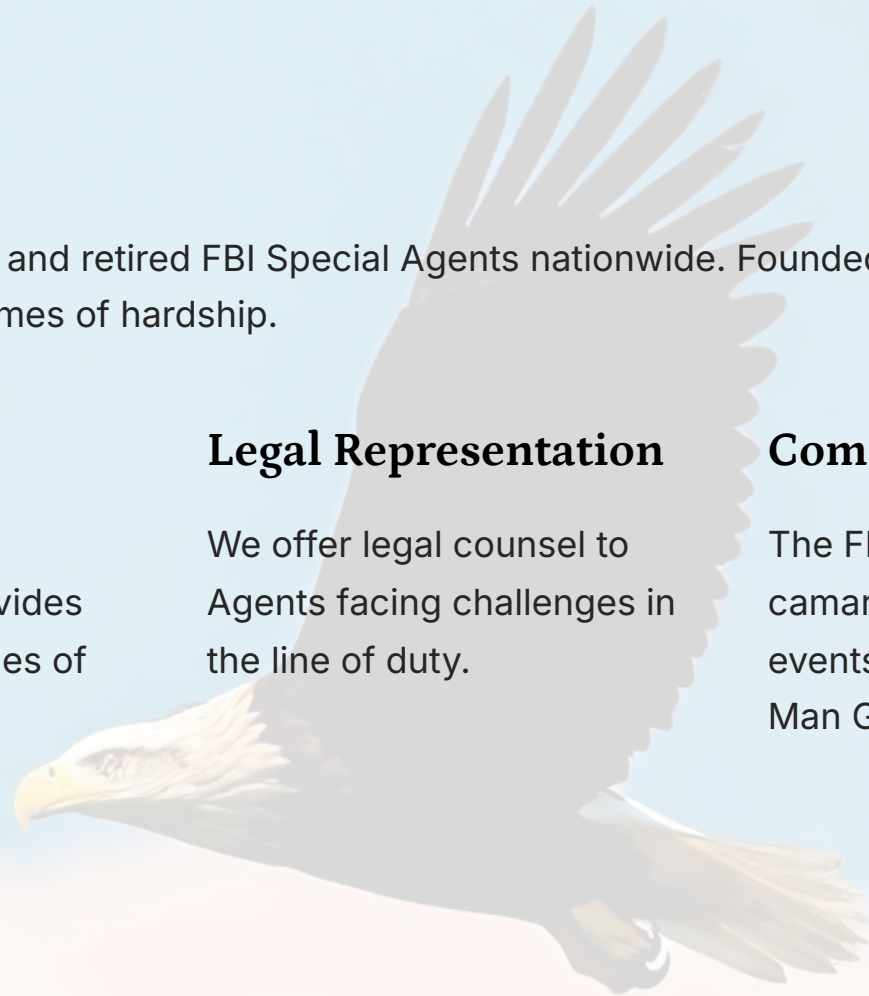 and retired FBI Special Agents nationwide. Founded
mes of hardship.
Legal Representation
Com
We offer legal counsel to
The F
vides
Agents facing challenges in
camar
es of
the line of duty.
events
Man G